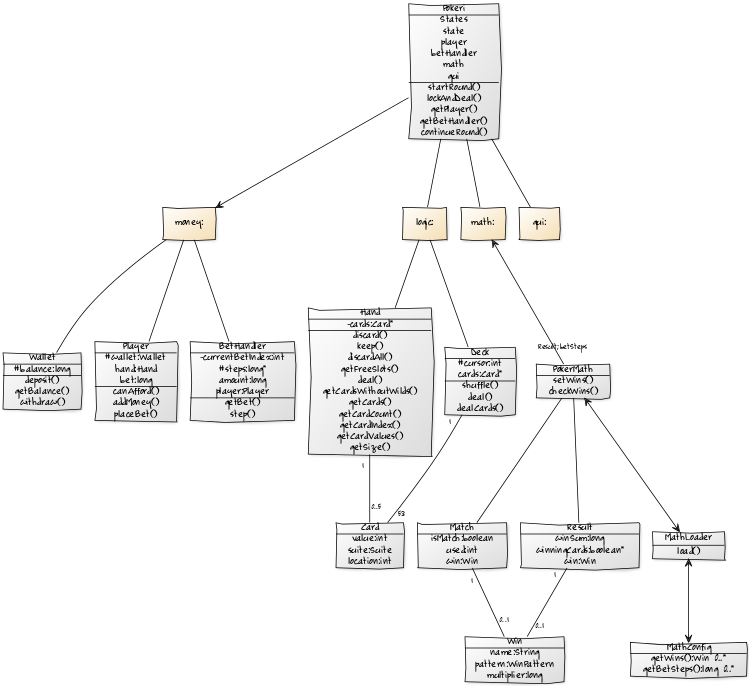 Pokeri
States
state
player
betHandler
math
gui
startRound()
lockAndDeal()
getPlayer()
getBetHandler()
continueRound()
money:
logic:
math:
gui:
Wallet
#balance:long
deposit()
getBalance()
withdraw()
Player
#wallet:Wallet
hand:Hand
bet:long
canAfford()
addMoney()
placeBet()
BetHandler
-currentBetIndex:int
#steps:long*
amount:long
player:Player
getBet()
step()
Hand
-cards:Card*
discard()
keep()
discardAll()
getFreeSlots()
deal()
getCardsWithoutWilds()
getCards()
getCardCount()
getCardIndex()
getCardValues()
getSize()
Deck
#cursor:int
cards:Card*
shuffle()
deal()
dealCards()
Result; betSteps
PokerMath
setWins()
checkWins()
1
0..5
1
53
Card
value:int
suite:Suite
location:int
Match
isMatch:boolean
used:int
win:Win
Result
winSum:long
winningCards:boolean*
win:Win
MathLoader
load()
1
0..1
1
0..1
Win
name:String
pattern:WinPattern
multiplier:long
MathConfig
getWins():Win 0..*
getBetSteps():long 0..*